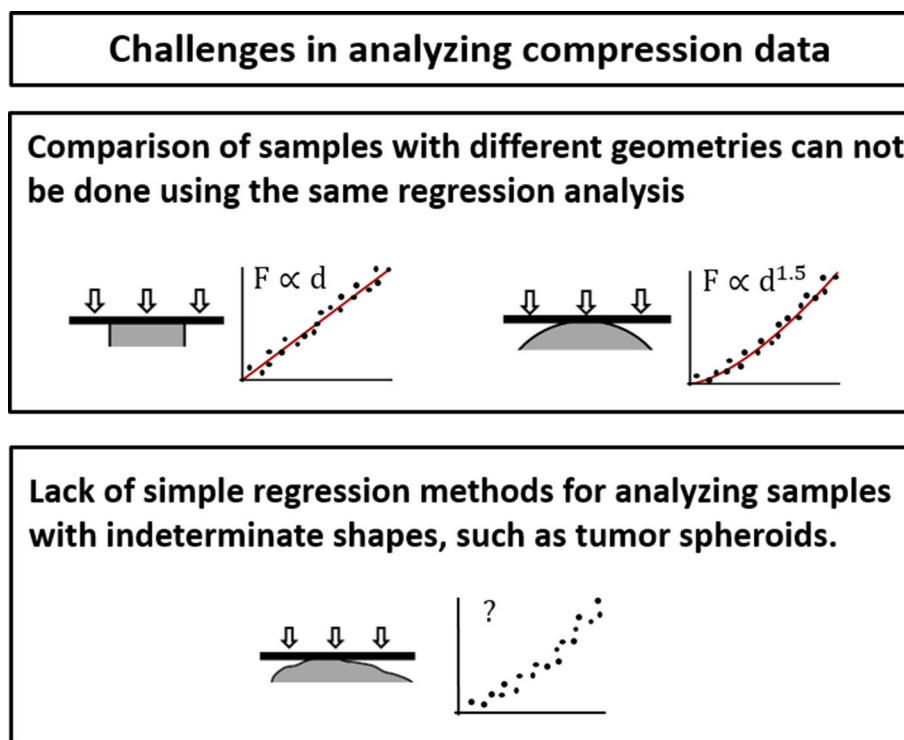 Challenges in analyzing compression data
Comparison of samples with different geometries can not
be done using the same regression analysis
F ∝ d
F ∝ d^1.5
Lack of simple regression methods for analyzing samples
with indeterminate shapes, such as tumor spheroids.
?